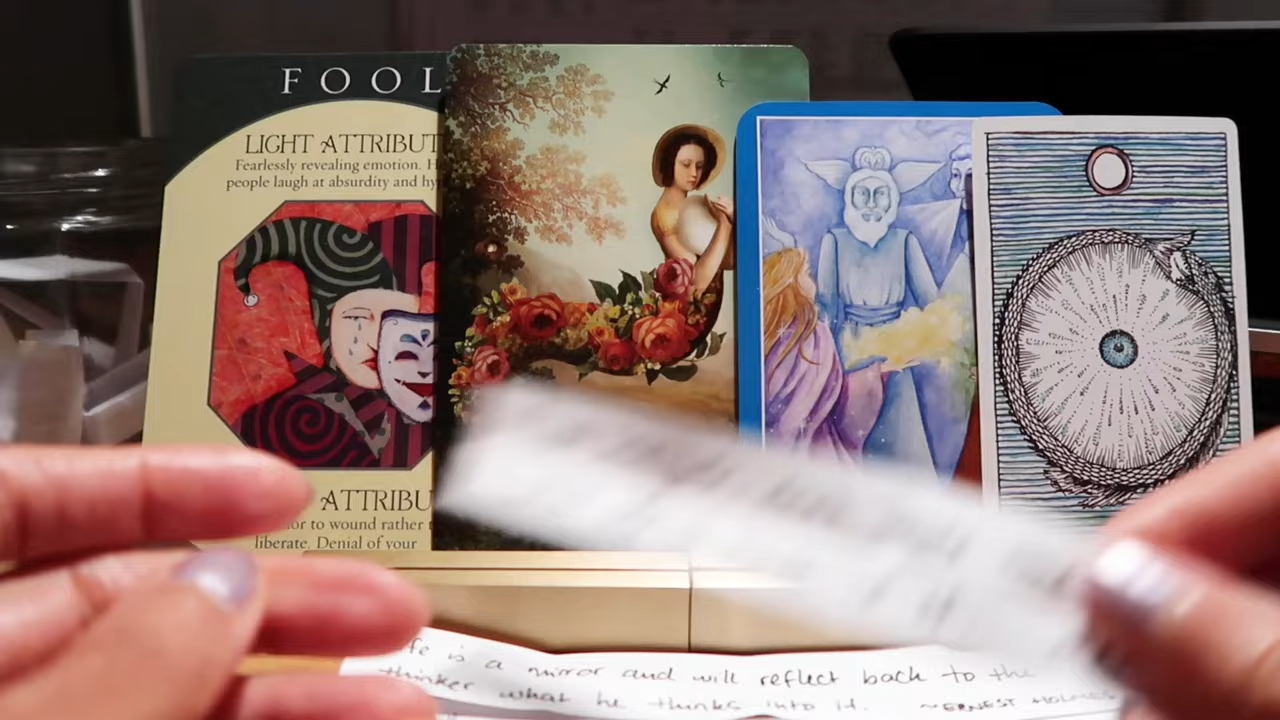 FOOL
LIGHT ATTRIBUT
Fearlessly revealing emotion. H
people laugh at absurdity and hy
ATTRIBU
or to wound rather
liberate. Denial of your
fe is a mirror and will reflect back to the
thinker what he thinks into it. ~ERNEST HOLMES